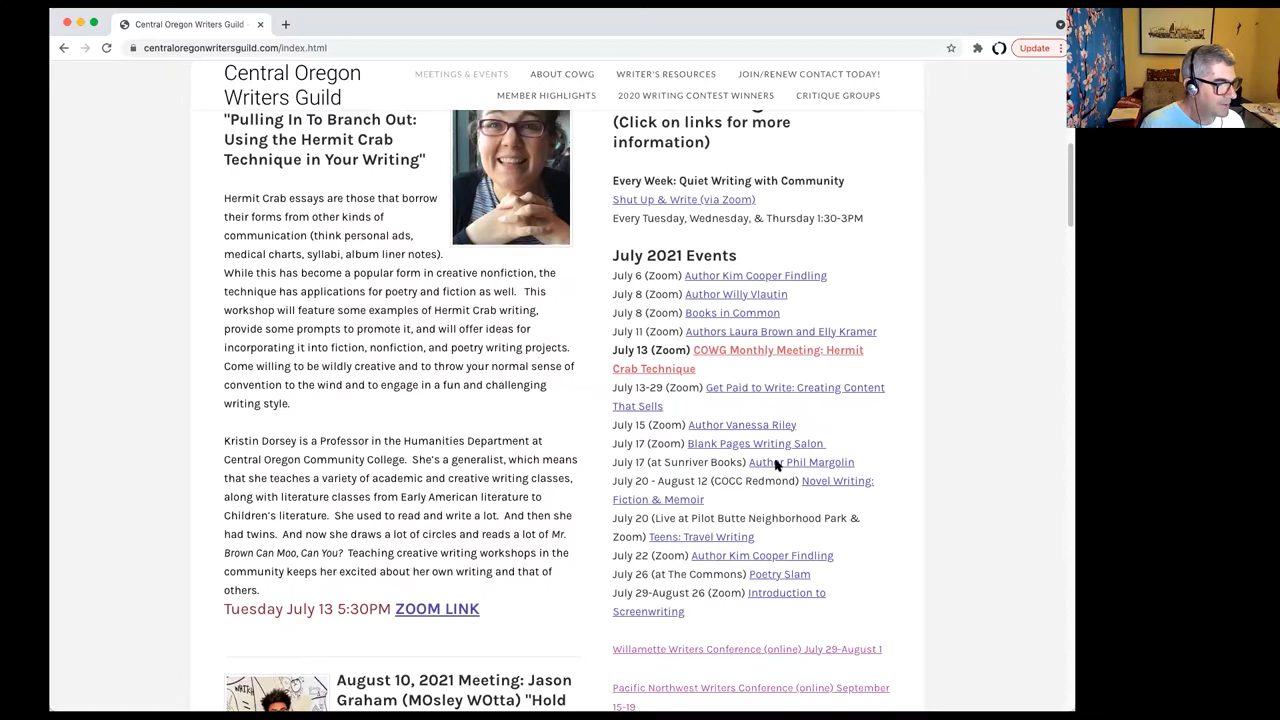 Central Oregon Writers Guild -
centraloregonwritersguild.com/index.html
Update
Central Oregon
Writers Guild
MEETINGS & EVENTS
ABOUT COWG
WRITER'S RESOURCES
JOIN/RENEW CONTACT TODAY!
MEMBER HIGHLIGHTS
2020 WRITING CONTEST WINNERS
CRITIQUE GROUPS
"Pulling In To Branch Out:
Using the Hermit Crab
Technique in Your Writing"
Hermit Crab essays are those that borrow
their forms from other kinds of
communication (think personal ads,
medical charts, syllabi, album liner notes).
While this has become a popular form in creative nonfiction, the
technique has applications for poetry and fiction as well. This
workshop will feature some examples of Hermit Crab writing,
provide some prompts to promote it, and will offer ideas for
incorporating it into fiction, nonfiction, and poetry writing projects.
Come willing to be wildly creative and to throw your normal sense of
convention to the wind and to engage in a fun and challenging
writing style.
Kristin Dorsey is a Professor in the Humanities Department at
Central Oregon Community College. She's a generalist, which means
that she teaches a variety of academic and creative writing classes,
along with literature classes from Early American literature to
Children's literature. She used to read and write a lot. And then she
had twins. And now she draws a lot of circles and reads a lot of Mr.
Brown Can Moo, Can You? Teaching creative writing workshops in the
community keeps her excited about her own writing and that of
others.
Tuesday July 13 5:30PM ZOOM LINK
August 10, 2021 Meeting: Jason
Graham (MOsley WOtta) "Hold
(Click on links for more
information)
Every Week: Quiet Writing with Community
Shut Up & Write (via Zoom)
Every Tuesday, Wednesday, & Thursday 1:30-3PM
July 2021 Events
July 6 (Zoom) Author Kim Cooper Findling
July 8 (Zoom) Author Willy Vlautin
July 8 (Zoom) Books in Common
July 11 (Zoom) Authors Laura Brown and Elly Kramer
July 13 (Zoom) COWG Monthly Meeting: Hermit
Crab Technique
July 13-29 (Zoom) Get Paid to Write: Creating Content
That Sells
July 15 (Zoom) Author Vanessa Riley
July 17 (Zoom) Blank Pages Writing Salon
July 17 (at Sunriver Books) Author Phil Margolin
July 20 - August 12 (COCC Redmond) Novel Writing:
Fiction & Memoir
July 20 (Live at Pilot Butte Neighborhood Park &
Zoom) Teens: Travel Writing
July 22 (Zoom) Author Kim Cooper Findling
July 26 (at The Commons) Poetry Slam
July 29-August 26 (Zoom) Introduction to
Screenwriting
Willamette Writers Conference (online) July 29-August 1
Pacific Northwest Writers Conference (online) September
15-19